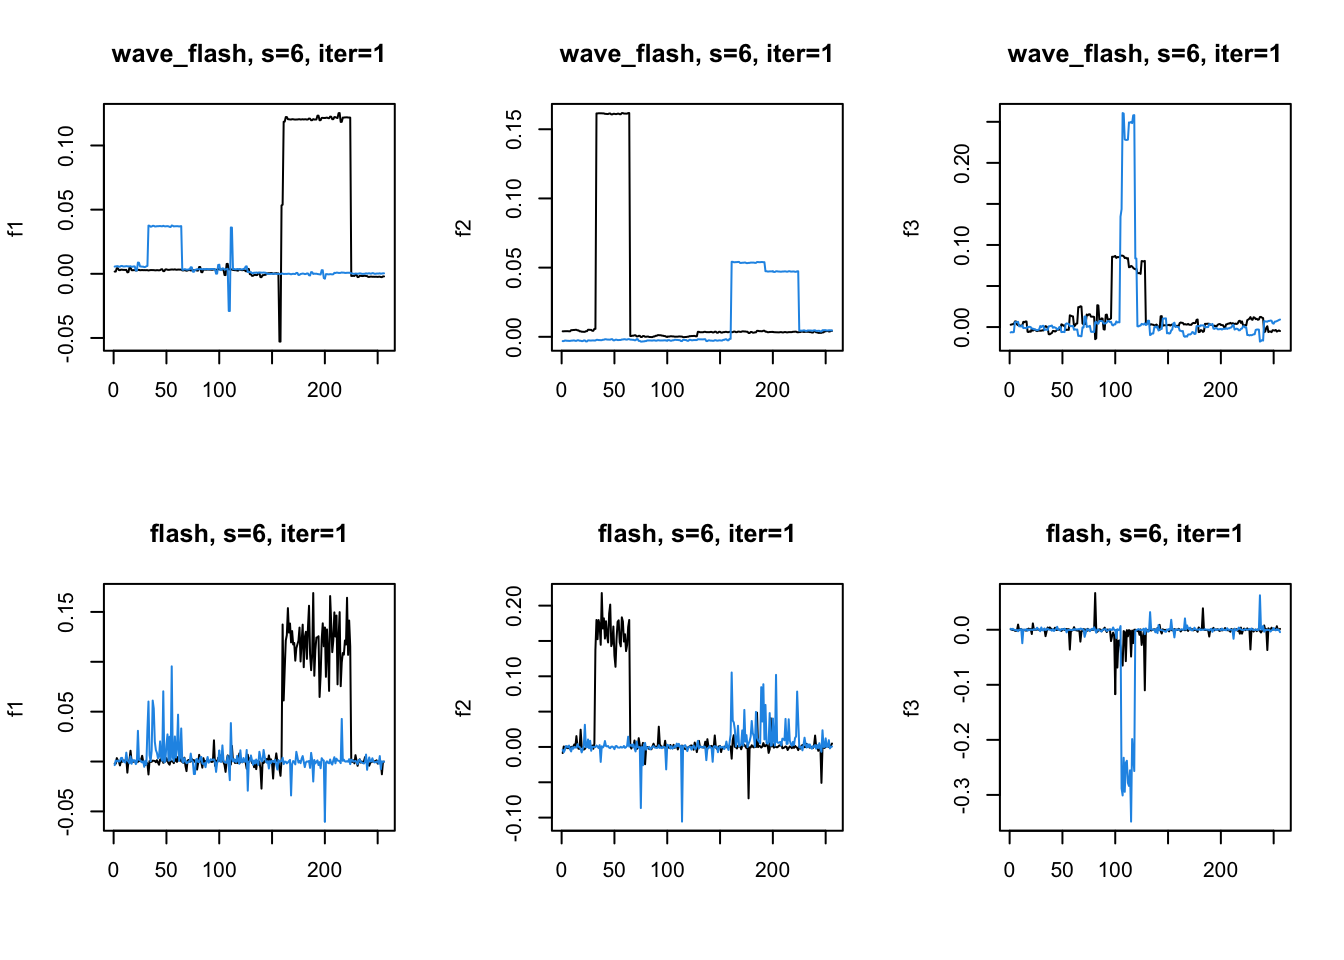 wave_flash, s=6, iter=1
f1
-0.05 0.00 0.05 0.10
0 50 100 200
wave_flash, s=6, iter=1
f2
0.00 0.05 0.10 0.15
0 50 100 200
wave_flash, s=6, iter=1
f3
0.00 0.10 0.20
0 50 100 200
flash, s=6, iter=1
f1
-0.05 0.05 0.15
0 50 100 200
flash, s=6, iter=1
f2
-0.10 0.00 0.10 0.20
0 50 100 200
flash, s=6, iter=1
f3
-0.3 -0.2 -0.1 0.0
0 50 100 200